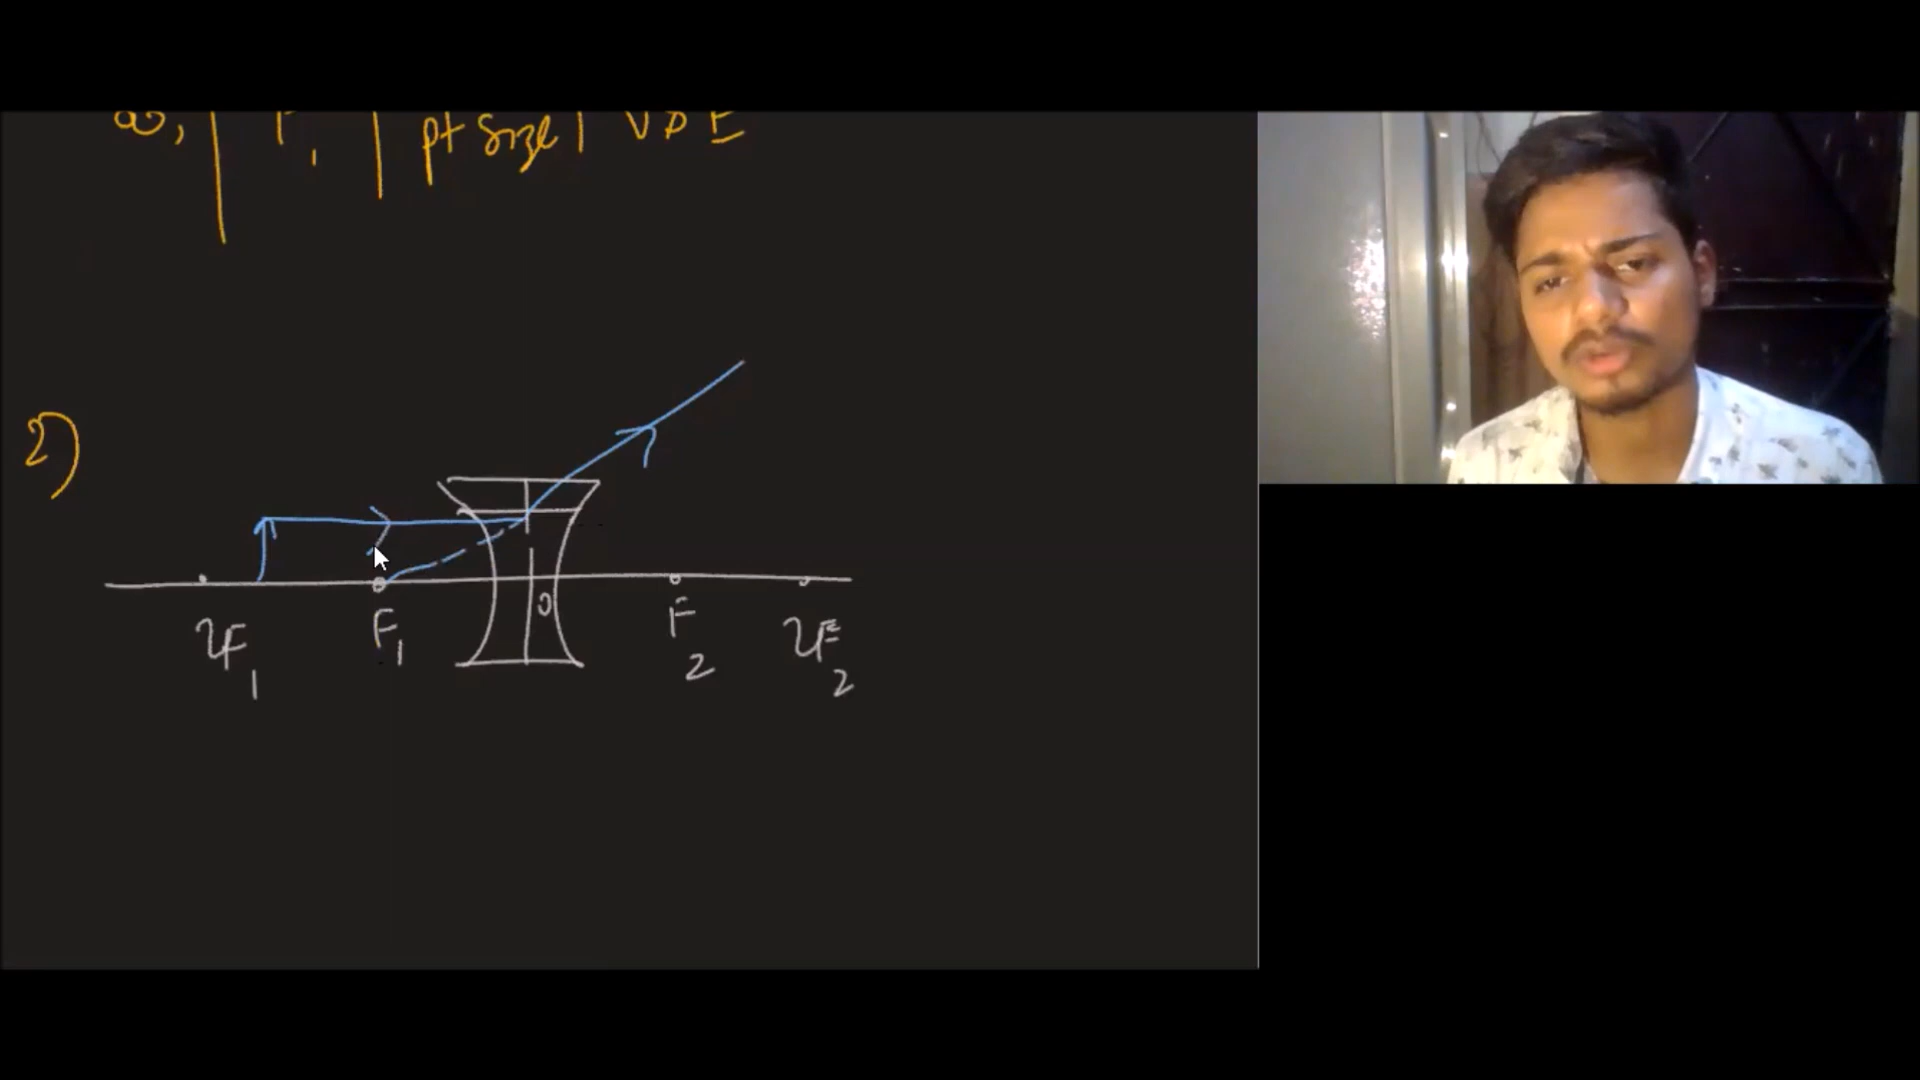 ∞, | F₁ | pt size | V & E
2)
O
2F₁ F₁ F₂ 2F₂